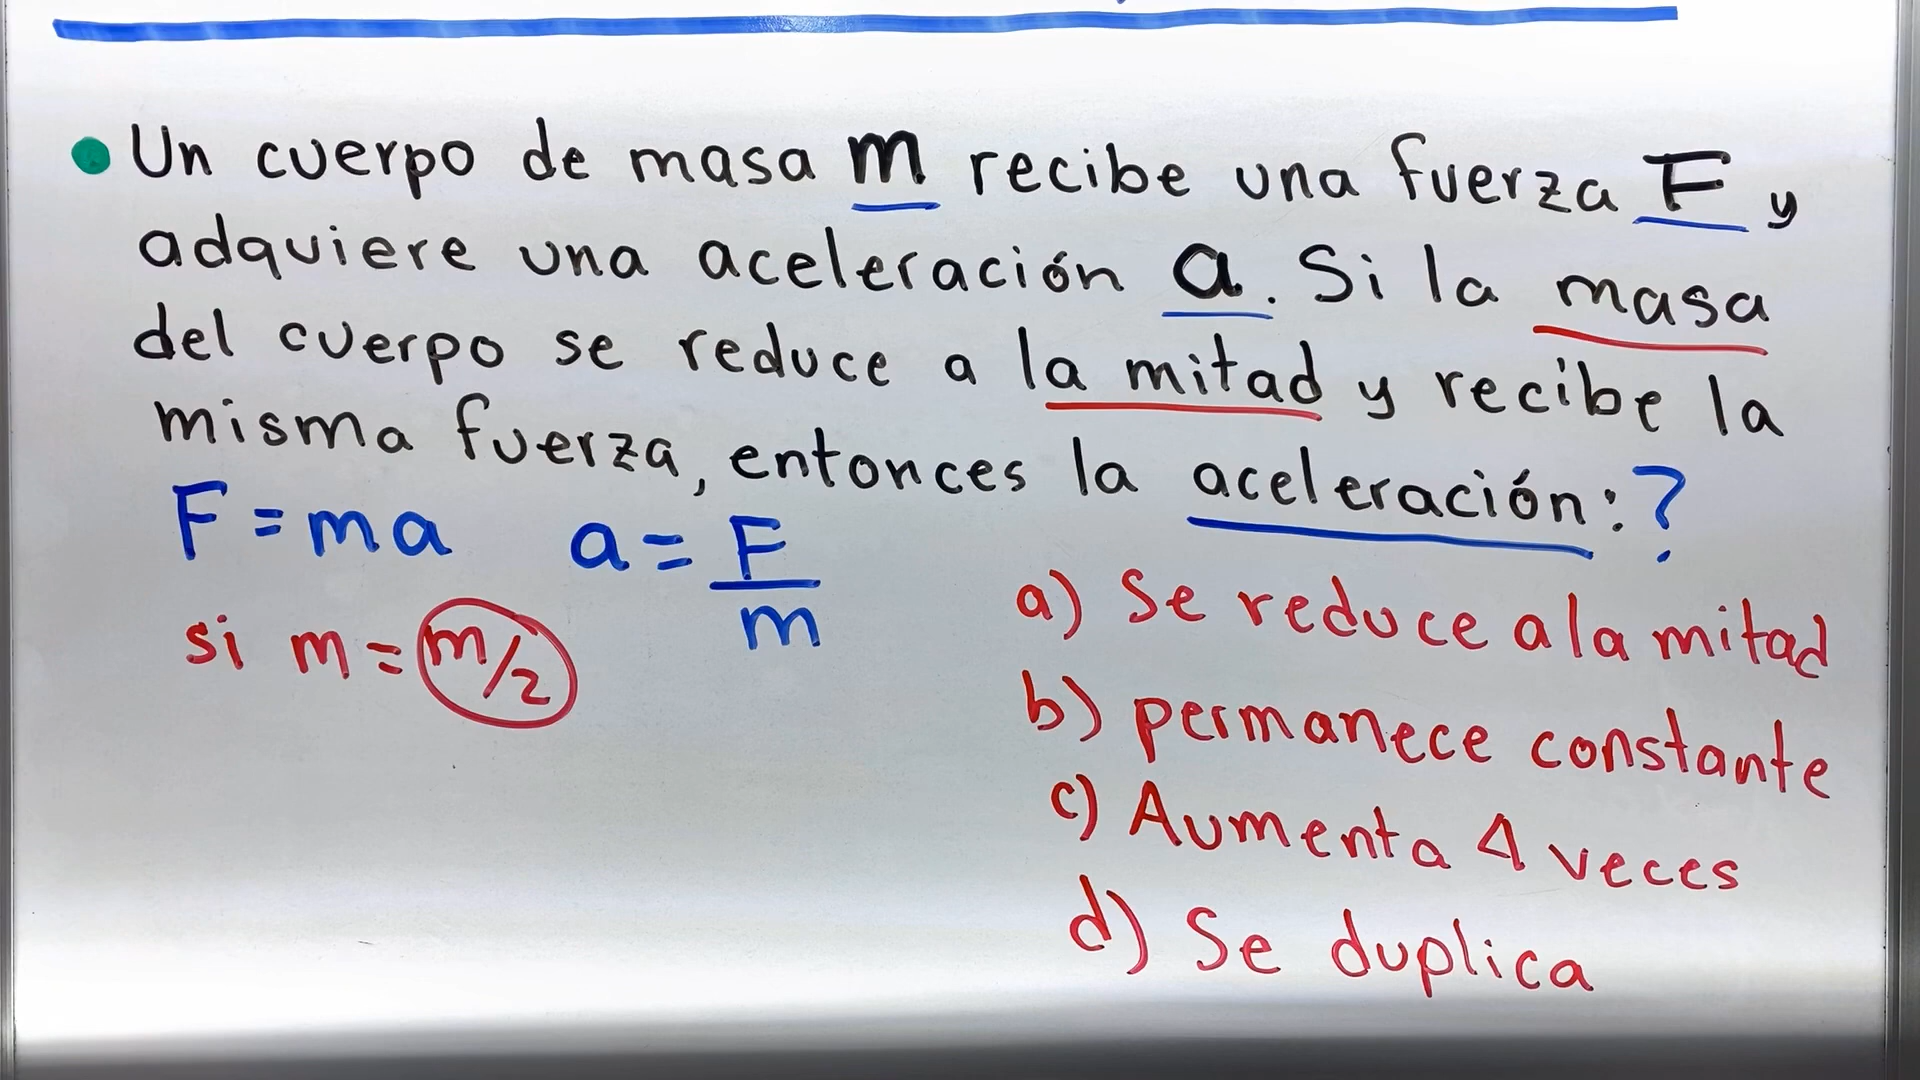 Un cuerpo de masa m recibe una fuerza F y
adquiere una aceleración a. Si la masa
del cuerpo se reduce a la mitad y recibe la
misma fuerza, entonces la aceleración:?
F = ma a = F/m
si m = m/2
a) Se reduce a la mitad
b) permanece constante
c) Aumenta 4 veces
d) Se duplica